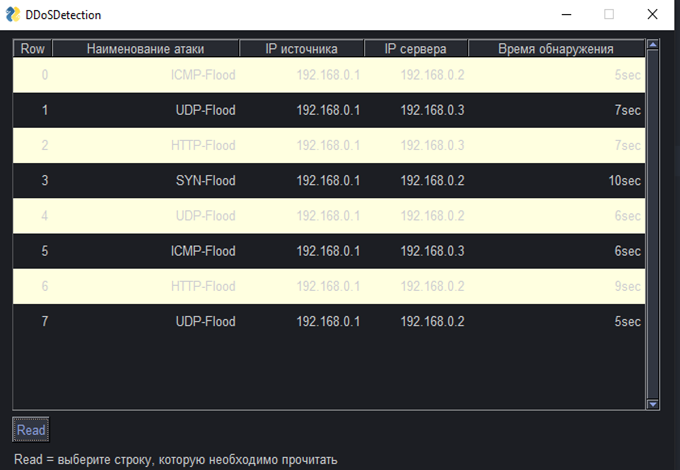 DDoSDetection
Row Наименование атаки IP источника IP сервера Время обнаружения
0 ICMP-Flood 192.168.0.1 192.168.0.2 5sec
1 UDP-Flood 192.168.0.1 192.168.0.3 7sec
2 HTTP-Flood 192.168.0.1 192.168.0.3 7sec
3 SYN-Flood 192.168.0.1 192.168.0.2 10sec
4 UDP-Flood 192.168.0.1 192.168.0.2 6sec
5 ICMP-Flood 192.168.0.1 192.168.0.3 6sec
6 HTTP-Flood 192.168.0.1 192.168.0.2 9sec
7 UDP-Flood 192.168.0.1 192.168.0.2 5sec
Read
Read = выберите строку, которую необходимо прочитать